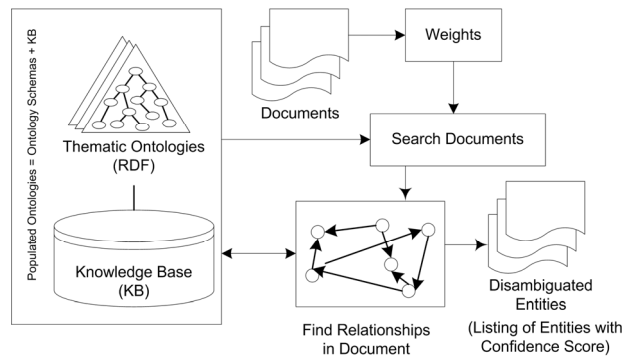 Populated Ontologies = Ontology Schemas + KB
Thematic Ontologies
(RDF)
Knowledge Base
(KB)
Documents
Weights
Search Documents
Find Relationships
in Document
Disambiguated
Entities
(Listing of Entities with
Confidence Score)